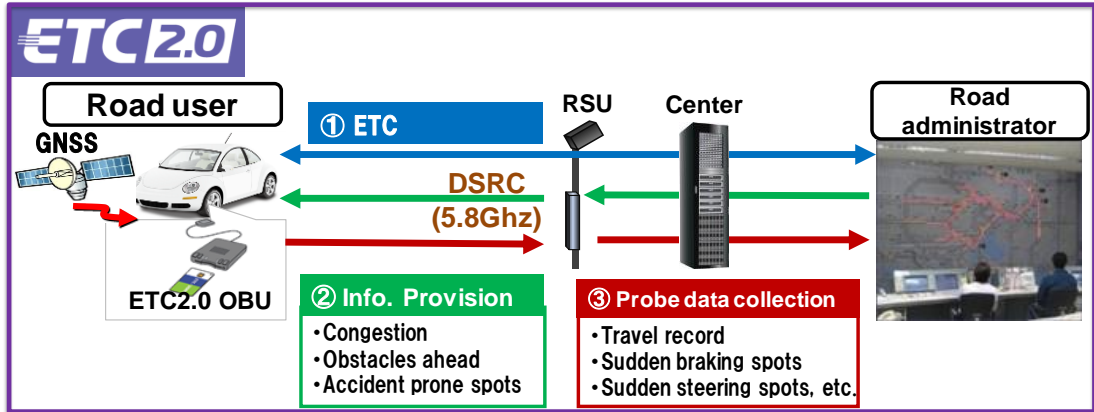 ETC 2.0
Road user
GNSS
ETC2.0 OBU
① ETC
DSRC
(5.8Ghz)
RSU
Center
Road
administrator
② Info. Provision
・Congestion
・Obstacles ahead
・Accident prone spots
③ Probe data collection
・Travel record
・Sudden braking spots
・Sudden steering spots, etc.